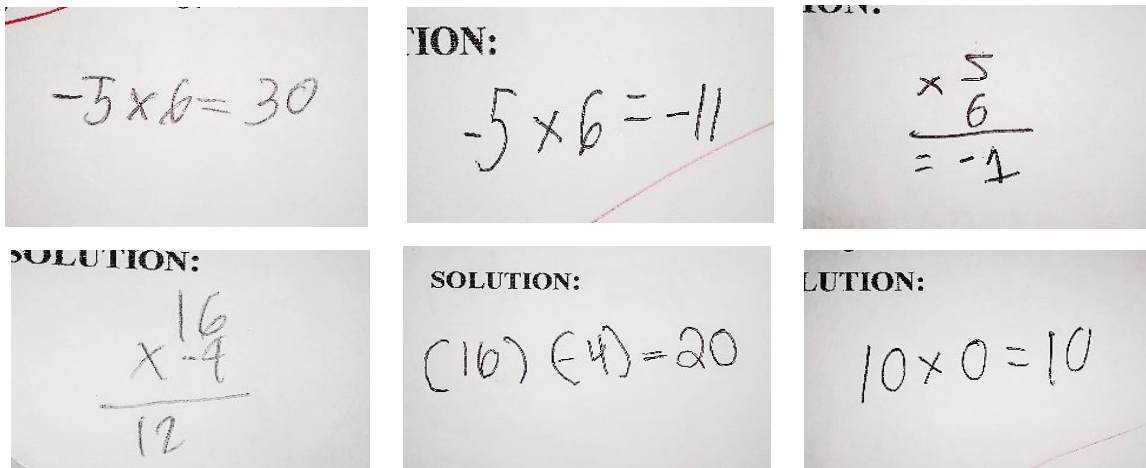 -5 x 6 = 30
TION:
-5 x 6 = -11
ION:
x 5
6
= -1
SOLUTION:
16
x -4
12
SOLUTION:
(16) (-4) = 20
LUTION:
10 x 0 = 10